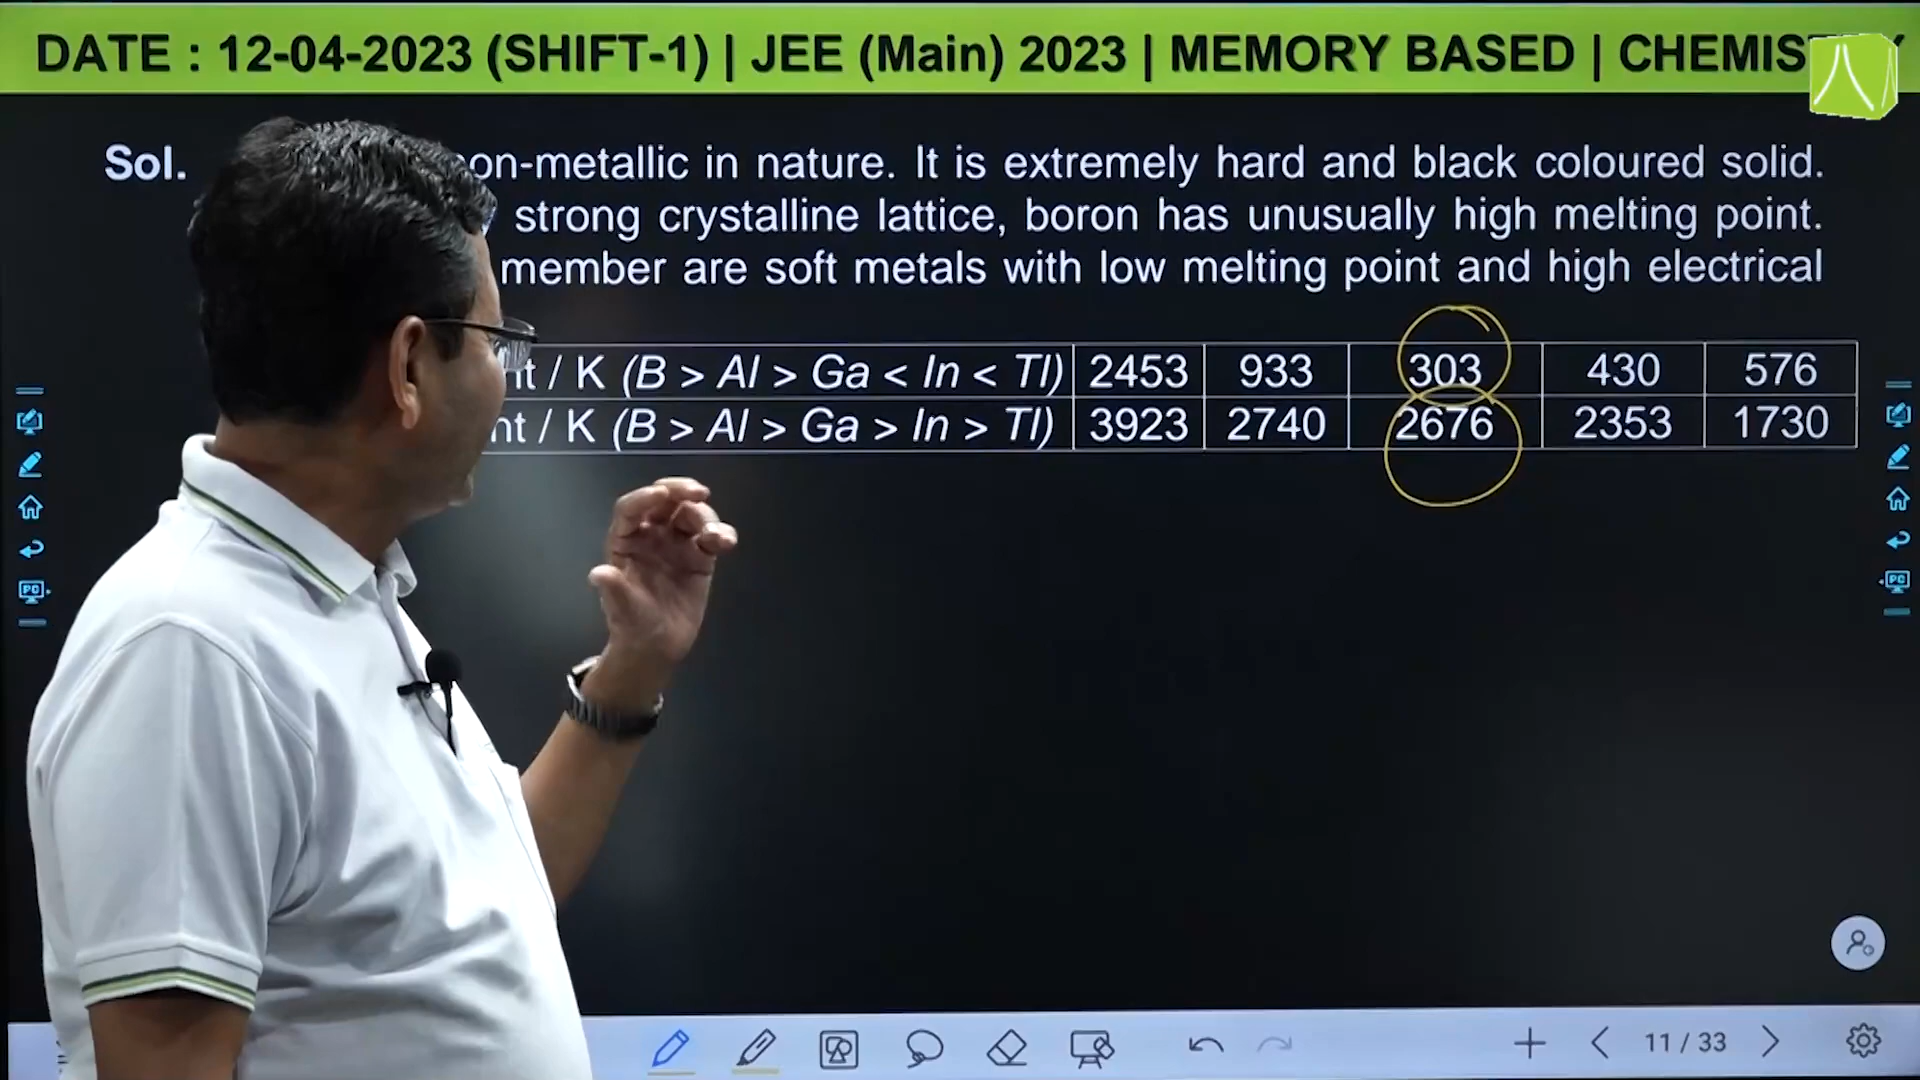 DATE : 12-04-2023 (SHIFT-1) | JEE (Main) 2023 | MEMORY BASED | CHEMIS
Sol. on-metallic in nature. It is extremely hard and black coloured solid.
strong crystalline lattice, boron has unusually high melting point.
member are soft metals with low melting point and high electrical
nt / K (B > Al > Ga < In < Tl) 2453 933 303 430 576
nt / K (B > Al > Ga > In > Tl) 3923 2740 2676 2353 1730
PC
PC
11 / 33